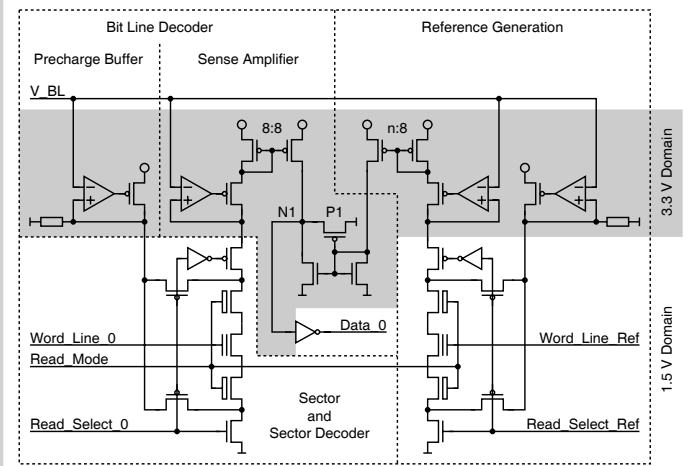 Bit Line Decoder
Reference Generation
Precharge Buffer
Sense Amplifier
V_BL
8:8
n:8
3.3 V Domain
N1
P1
Data_0
Word_Line_0
Word_Line_Ref
Read_Mode
1.5 V Domain
Sector
and
Sector Decoder
Read_Select_0
Read_Select_Ref